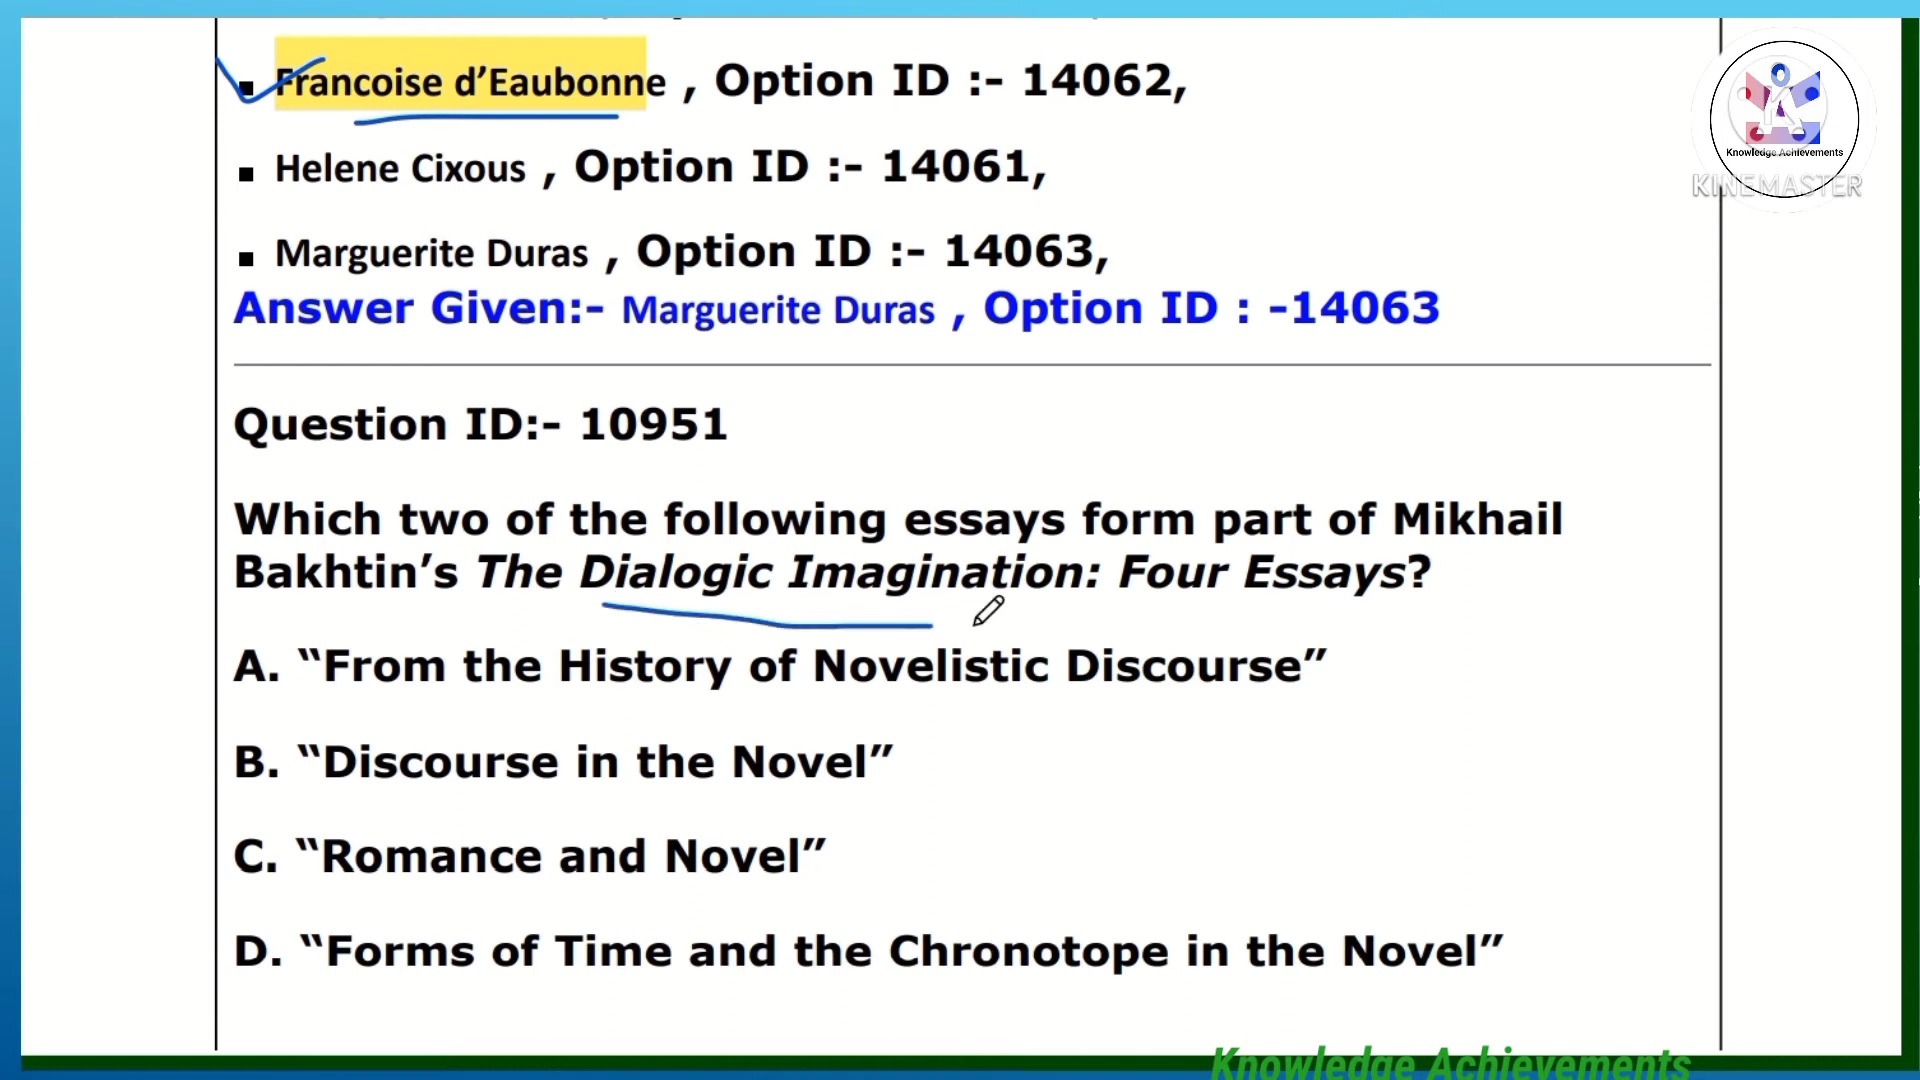 ▪ Francoise d’Eaubonne , Option ID :- 14062,
Knowledge Achievements
KINEMASTER
▪ Helene Cixous , Option ID :- 14061,
▪ Marguerite Duras , Option ID :- 14063,
Answer Given:- Marguerite Duras , Option ID : -14063
Question ID:- 10951
Which two of the following essays form part of Mikhail
Bakhtin’s The Dialogic Imagination: Four Essays?
A. “From the History of Novelistic Discourse”
B. “Discourse in the Novel”
C. “Romance and Novel”
D. “Forms of Time and the Chronotope in the Novel”
Knowledge Achievements